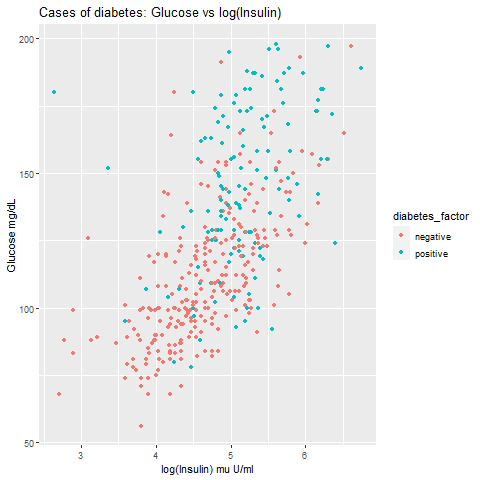 Cases of diabetes: Glucose vs log(Insulin)
200
150
100
50
Glucose mg/dL
3
4
5
6
log(Insulin) mu U/ml
diabetes_factor
negative
positive